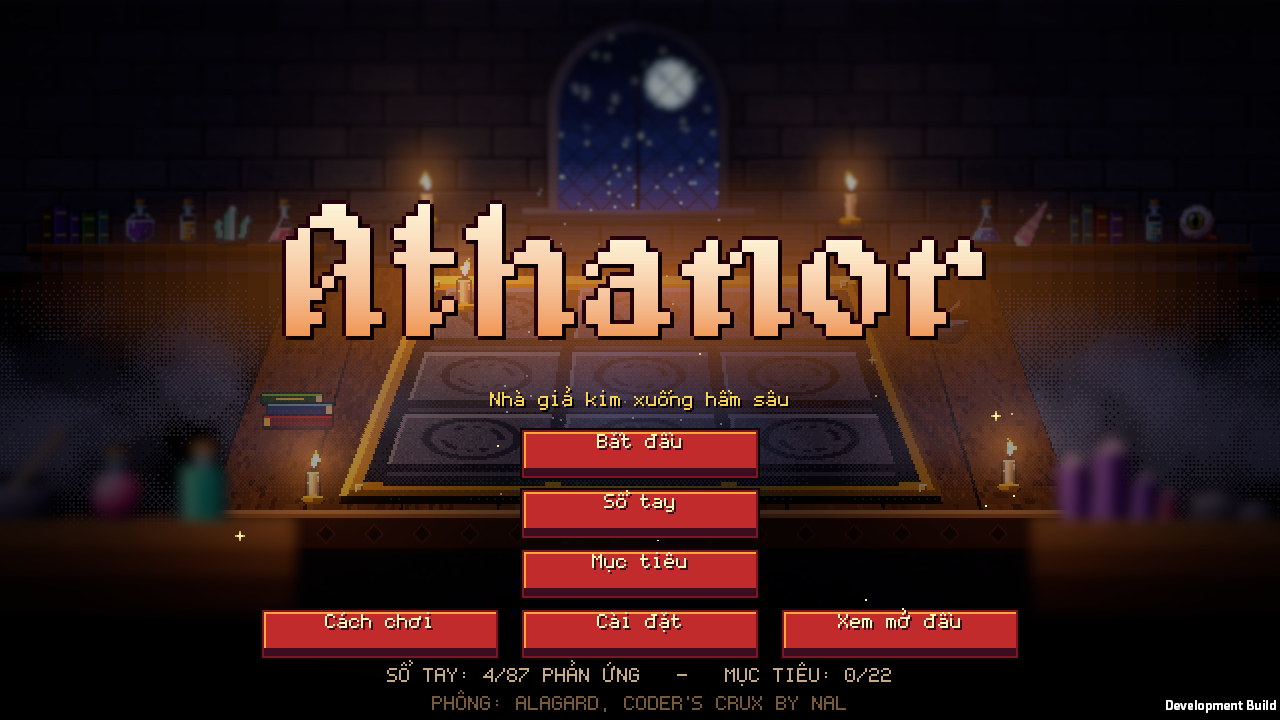 Athanor
Nhà giả kim xuống hầm sâu
Bắt đầu
Sổ tay
Mục tiêu
Cách chơi
Cài đặt
Xem mở đầu
SỔ TAY: 4/87 PHẢN ỨNG – MỤC TIÊU: 0/22
PHÔNG: ALAGARD, CODER'S CRUX BY NAL
Development Build